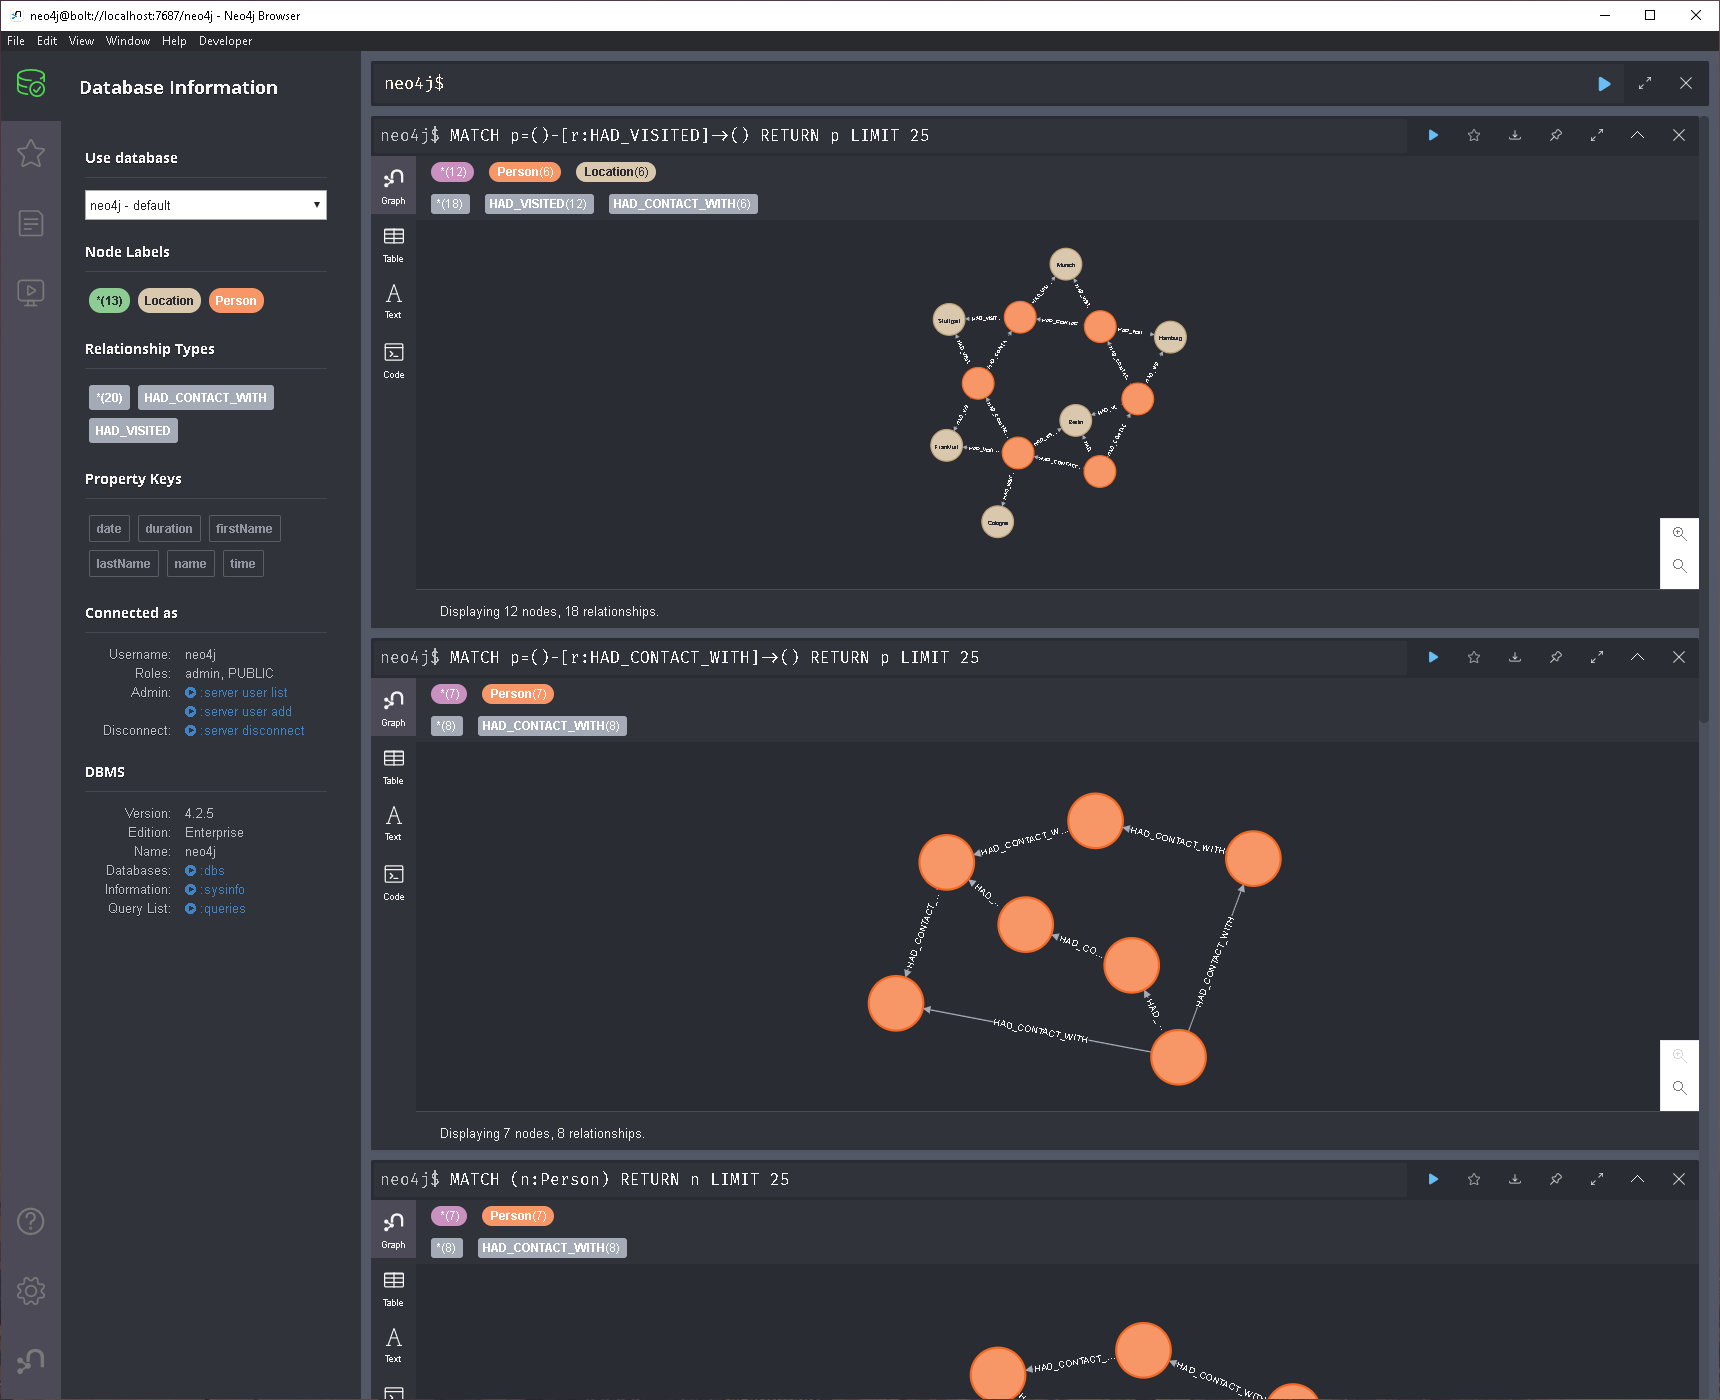 neo4j@bolt://localhost:7687/neo4j - Neo4j Browser
File Edit View Window Help Developer
Database Information
Use database
neo4j - default
Node Labels
*(13) Location Person
Relationship Types
*(20) HAD_CONTACT_WITH
HAD_VISITED
Property Keys
date duration firstName
lastName name time
Connected as
Username: neo4j
Roles: admin, PUBLIC
Admin: :server user list
:server user add
Disconnect: :server disconnect
DBMS
Version: 4.2.5
Edition: Enterprise
Name: neo4j
Databases: :dbs
Information: :sysinfo
Query List: :queries
neo4j$
neo4j$ MATCH p=()-[r:HAD_VISITED]->() RETURN p LIMIT 25
*(12) Person(6) Location(6)
*(18) HAD_VISITED(12) HAD_CONTACT_WITH(6)
Graph
Table
Text
Code
Munich
Stuttgart
Hamburg
Berlin
Frankfurt
Cologne
Displaying 12 nodes, 18 relationships.
neo4j$ MATCH p=()-[r:HAD_CONTACT_WITH]->() RETURN p LIMIT 25
*(7) Person(7)
*(8) HAD_CONTACT_WITH(8)
Graph
Table
Text
Code
HAD_CONTACT_W...
HAD_CONTACT_WITH
HAD_...
HAD_CONTACT_...
HAD_CO...
HAD_CONTACT_WITH
HAD_...
HAD_CONTACT_WITH
Displaying 7 nodes, 8 relationships.
neo4j$ MATCH (n:Person) RETURN n LIMIT 25
*(7) Person(7)
*(8) HAD_CONTACT_WITH(8)
Graph
Table
Text
HAD_CONTACT_...
HAD_CONTACT_WITH